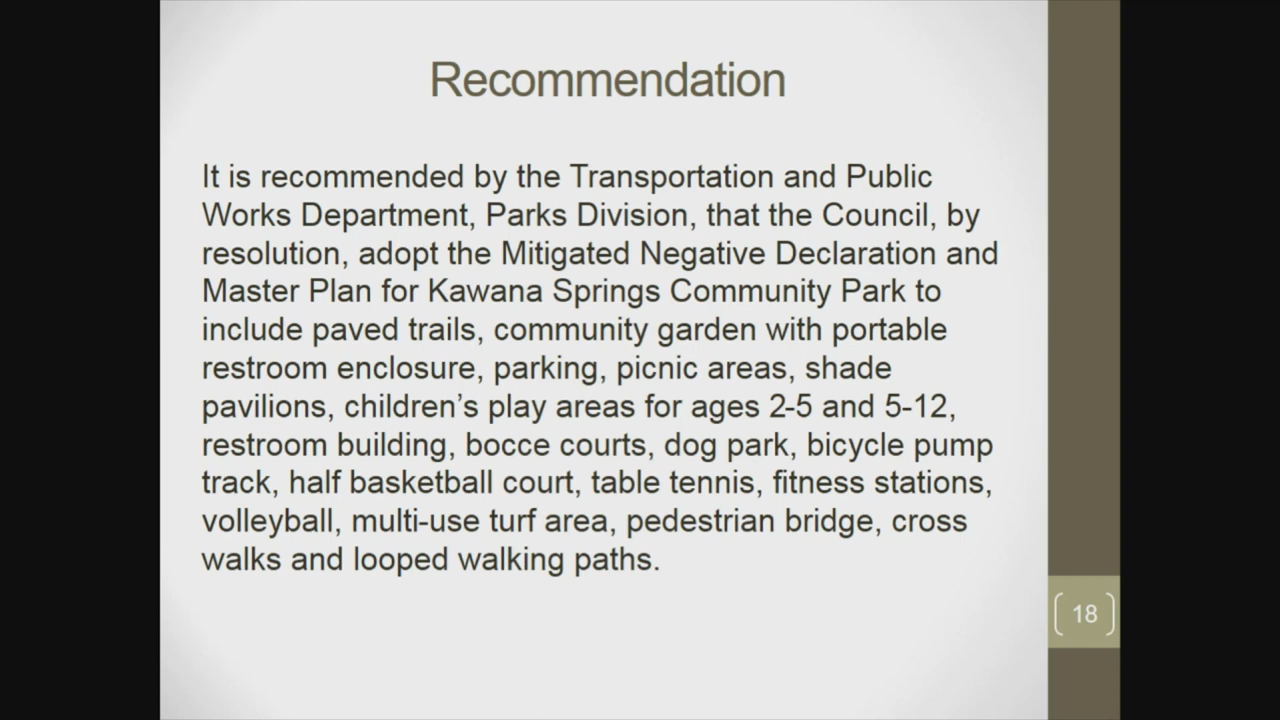 Recommendation
It is recommended by the Transportation and Public
Works Department, Parks Division, that the Council, by
resolution, adopt the Mitigated Negative Declaration and
Master Plan for Kawana Springs Community Park to
include paved trails, community garden with portable
restroom enclosure, parking, picnic areas, shade
pavilions, children's play areas for ages 2-5 and 5-12,
restroom building, bocce courts, dog park, bicycle pump
track, half basketball court, table tennis, fitness stations,
volleyball, multi-use turf area, pedestrian bridge, cross
walks and looped walking paths.
18